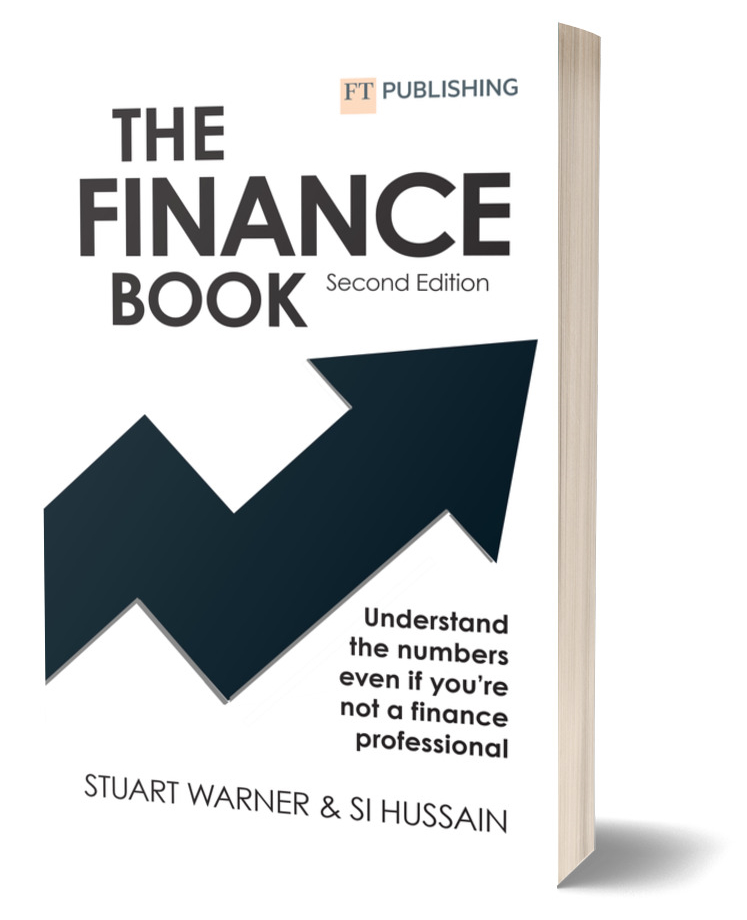 FT PUBLISHING
THE
FINANCE
BOOK
Second Edition
Understand
the numbers
even if you're
not a finance
professional
STUART WARNER & SI HUSSAIN